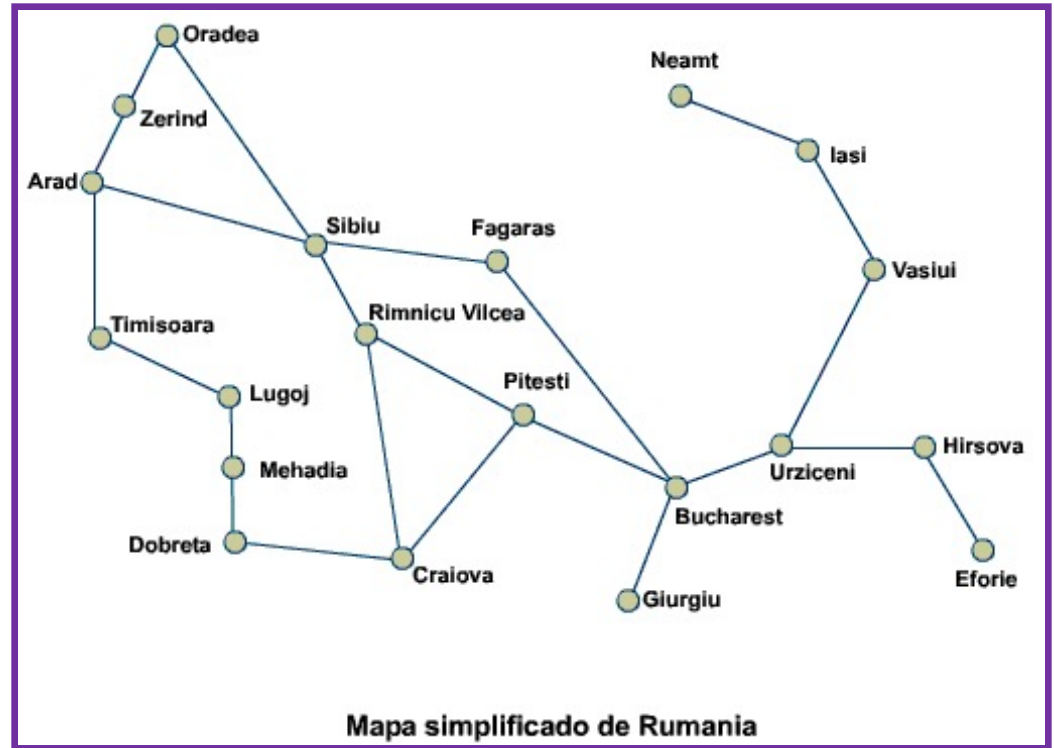 Oradea
Neamt
Zerind
Iasi
Arad
Sibiu
Fagaras
Vasiui
Rimnicu Vilcea
Timisoara
Pitesti
Lugoj
Hirsova
Mehadia
Urziceni
Bucharest
Dobreta
Craiova
Eforie
Giurgiu
Mapa simplificado de Rumania